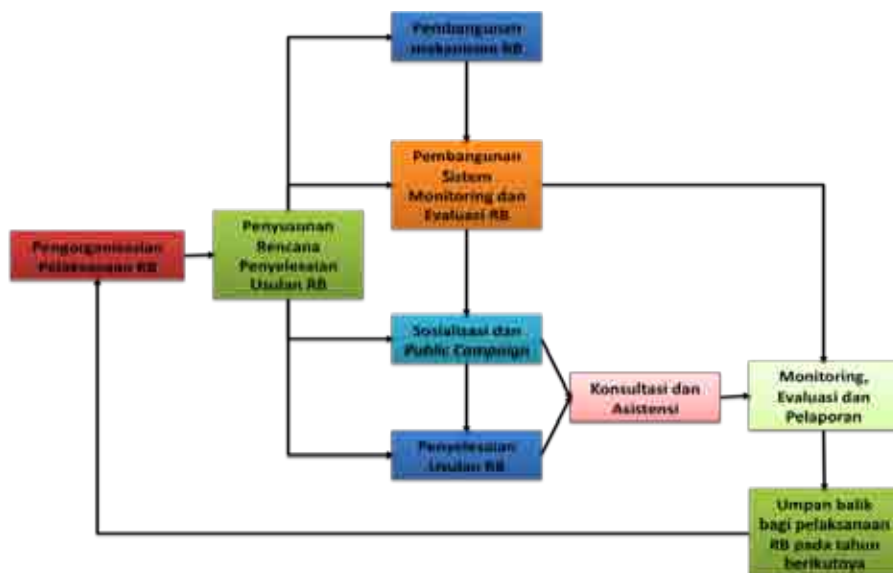 Pembangunan
mekanisme RB
Pembangunan
Sistem
Monitoring dan
Evaluasi RB
Pengorganisasian
Pelaksanaan RB
Penyusunan
Rencana
Penyelesaian
Usulan RB
Sosialisasi dan
Public Campaign
Penyelesaian
Usulan RB
Konsultasi dan
Asistensi
Monitoring,
Evaluasi dan
Pelaporan
Umpan balik
bagi pelaksanaan
RB pada tahun
berikutnya